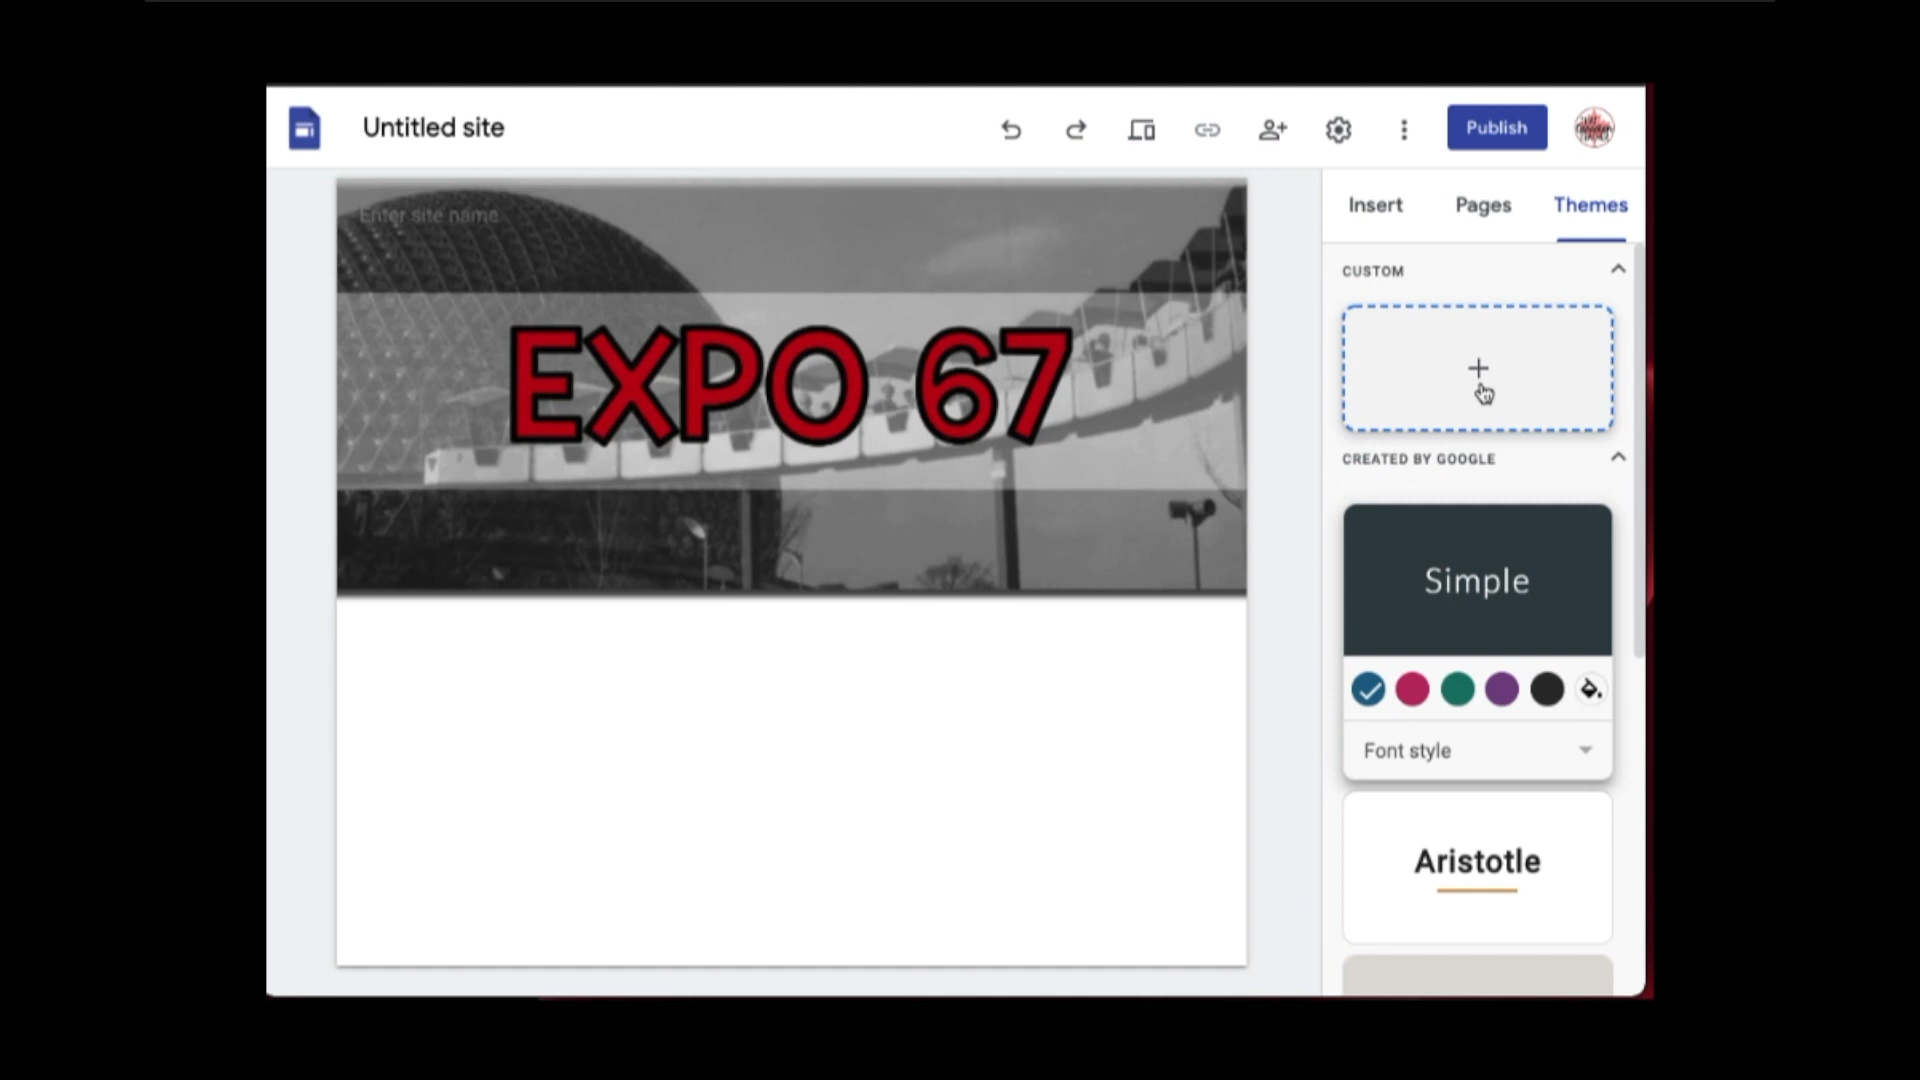 Untitled site
Publish
Insert Pages Themes
Enter site name
EXPO 67
CUSTOM
CREATED BY GOOGLE
Simple
Font style
Aristotle